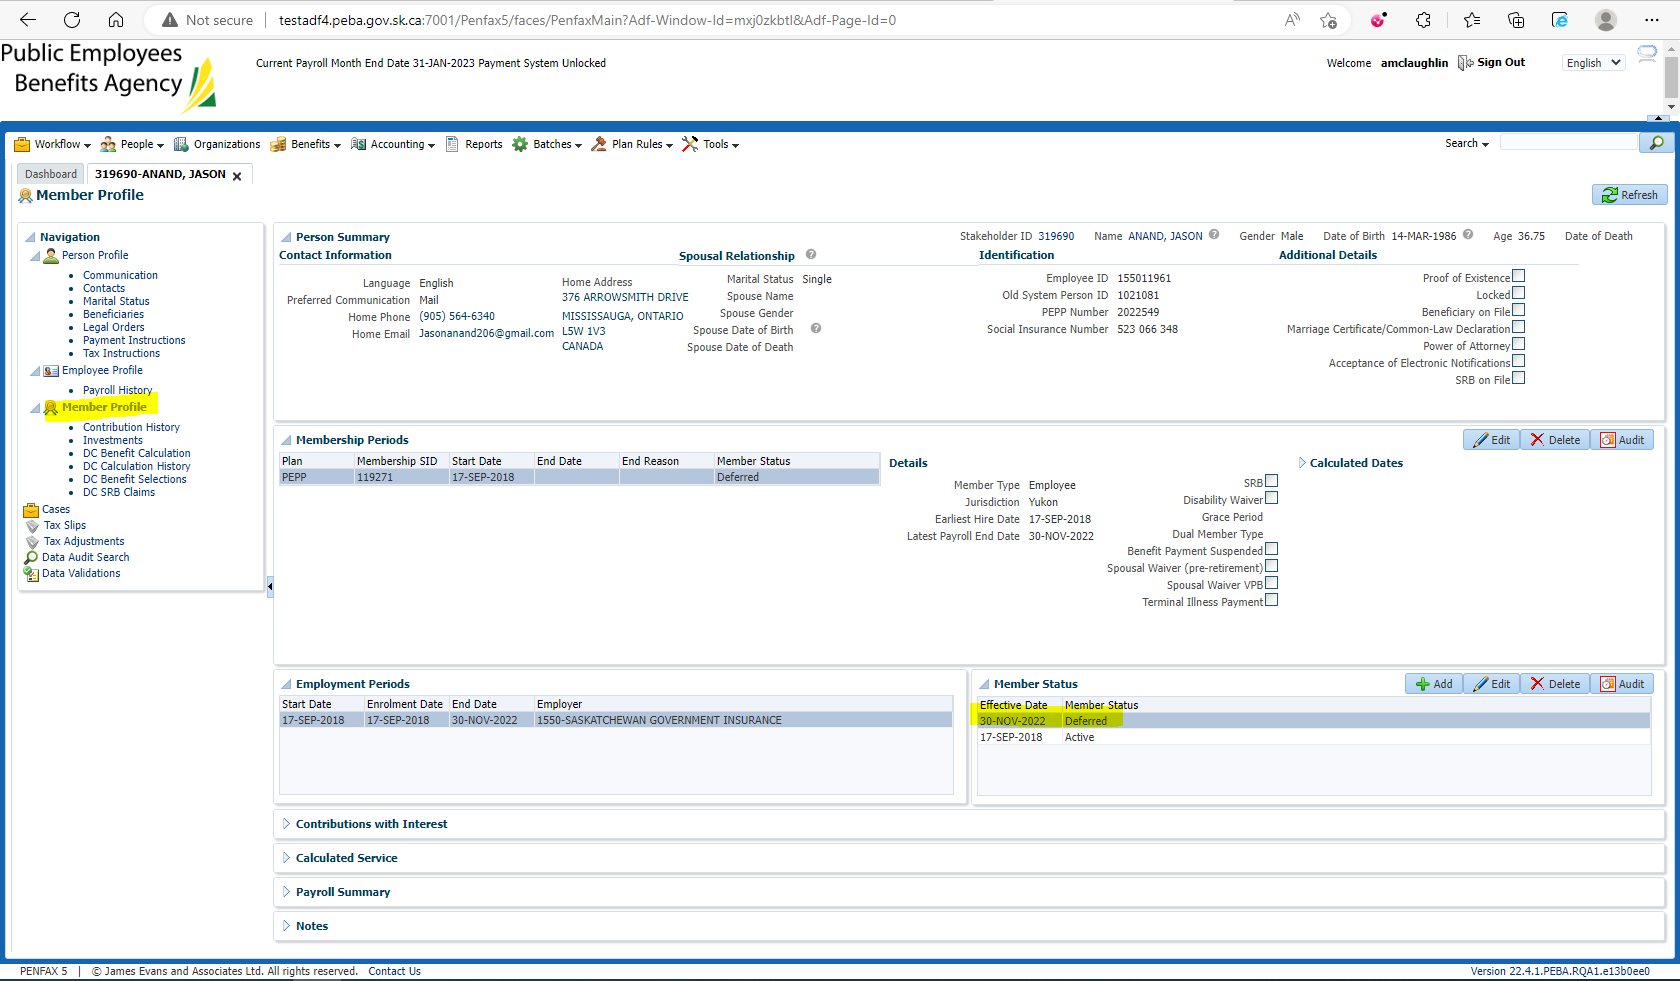 Not secure | testadf4.peba.gov.sk.ca:7001/Penfax5/faces/PenfaxMain?Adf-Window-Id=mxj0zkbtl&Adf-Page-Id=0
Public Employees
Benefits Agency
Current Payroll Month End Date 31-JAN-2023 Payment System Unlocked
Welcome amclaughlin Sign Out English
Workflow People Organizations Benefits Accounting Reports Batches Plan Rules Tools Search
Dashboard 319690-ANAND, JASON
Member Profile
Refresh
Navigation
Person Profile
Communication
Contacts
Marital Status
Beneficiaries
Legal Orders
Payment Instructions
Tax Instructions
Employee Profile
Payroll History
Member Profile
Contribution History
Investments
DC Benefit Calculation
DC Calculation History
DC Benefit Selections
DC SRB Claims
Cases
Tax Slips
Tax Adjustments
Data Audit Search
Data Validations
Person Summary
Stakeholder ID 319690 Name ANAND, JASON Gender Male Date of Birth 14-MAR-1986 Age 36.75 Date of Death
Contact Information
Language English
Preferred Communication Mail
Home Phone (905) 564-6340
Home Email Jasonanand206@gmail.com
Home Address
376 ARROWSMITH DRIVE
MISSISSAUGA, ONTARIO
L5W 1V3
CANADA
Spousal Relationship
Marital Status Single
Spouse Name
Spouse Gender
Spouse Date of Birth
Spouse Date of Death
Identification
Employee ID 155011961
Old System Person ID 1021081
PEPP Number 2022549
Social Insurance Number 523 066 348
Additional Details
Proof of Existence
Locked
Beneficiary on File
Marriage Certificate/Common-Law Declaration
Power of Attorney
Acceptance of Electronic Notifications
SRB on File
Membership Periods
Edit Delete Audit
Plan Membership SID Start Date End Date End Reason Member Status
PEPP 119271 17-SEP-2018 Deferred
Details
Member Type Employee
Jurisdiction Yukon
Earliest Hire Date 17-SEP-2018
Latest Payroll End Date 30-NOV-2022
SRB
Disability Waiver
Grace Period
Dual Member Type
Benefit Payment Suspended
Spousal Waiver (pre-retirement)
Spousal Waiver VPB
Terminal Illness Payment
Calculated Dates
Employment Periods
Start Date Enrolment Date End Date Employer
17-SEP-2018 17-SEP-2018 30-NOV-2022 1550-SASKATCHEWAN GOVERNMENT INSURANCE
Member Status
Add Edit Delete Audit
Effective Date Member Status
30-NOV-2022 Deferred
17-SEP-2018 Active
Contributions with Interest
Calculated Service
Payroll Summary
Notes
PENFAX 5 | © James Evans and Associates Ltd. All rights reserved. Contact Us
Version 22.4.1.PEBA.RQA1.e13b0ee0